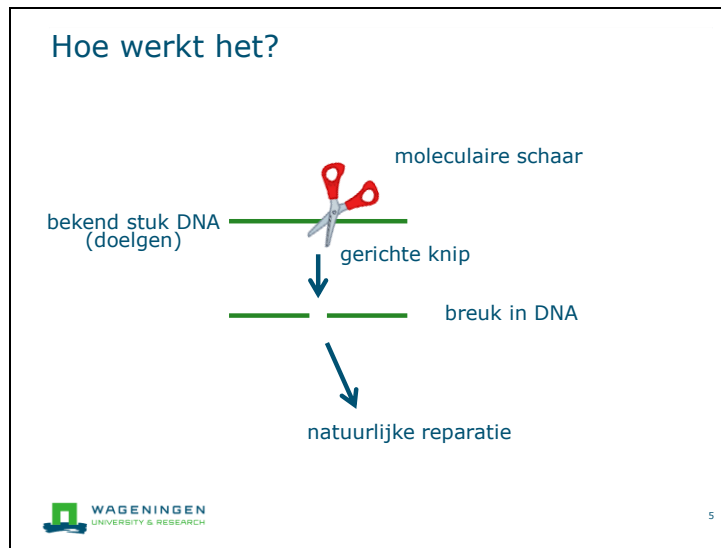 Hoe werkt het?
moleculaire schaar
bekend stuk DNA
(doelgen)
gerichte knip
breuk in DNA
natuurlijke reparatie
WAGENINGEN
UNIVERSITY & RESEARCH
5